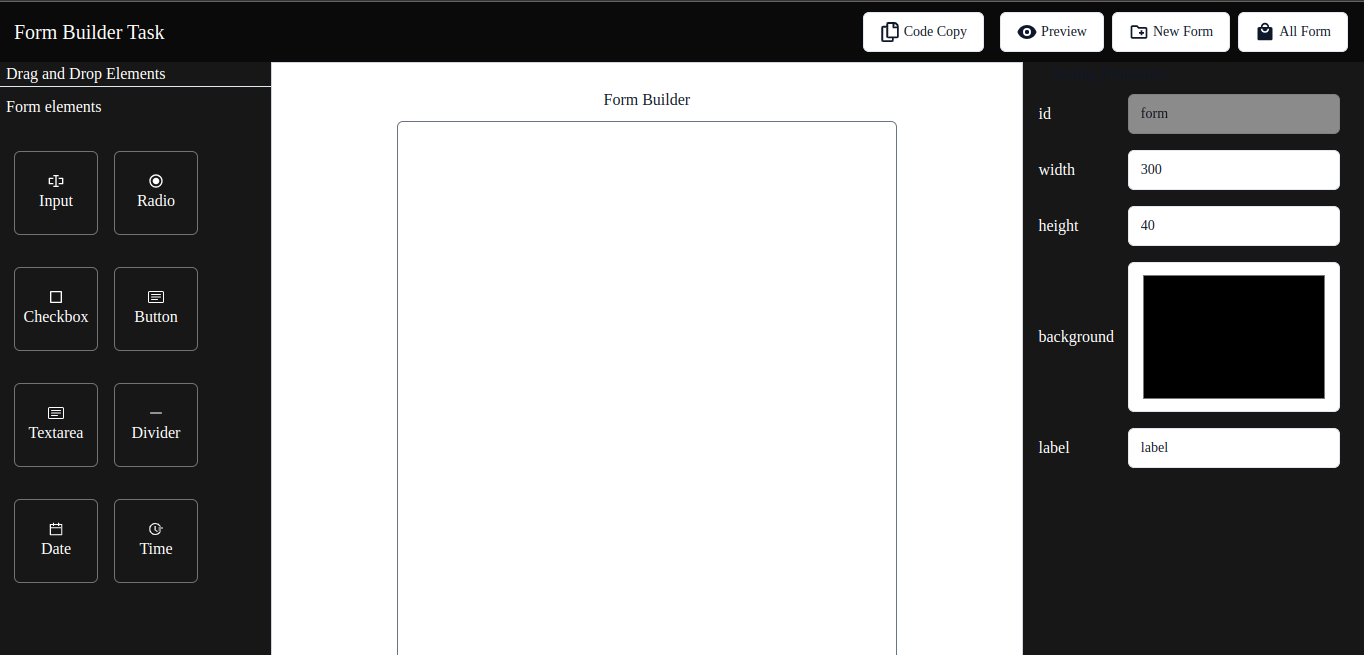 Form Builder Task
Code Copy
Preview
New Form
All Form
Drag and Drop Elements
Form elements
Input
Radio
Checkbox
Button
Textarea
Divider
Date
Time
Form Builder
id
form
width
300
height
40
background
label
label